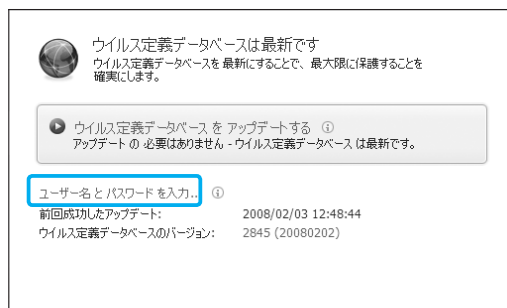 ウイルス定義データベースは最新です
ウイルス定義データベースを最新にすることで、最大限に保護することを
確実にします。
ウイルス定義データベース を アップデートする
アップデート の 必要はありません - ウイルス定義データベース は最新です。
ユーザー名 と パスワード を入力...
前回成功したアップデート: 2008/02/03 12:48:44
ウイルス定義データベースのバージョン: 2845 (20080202)